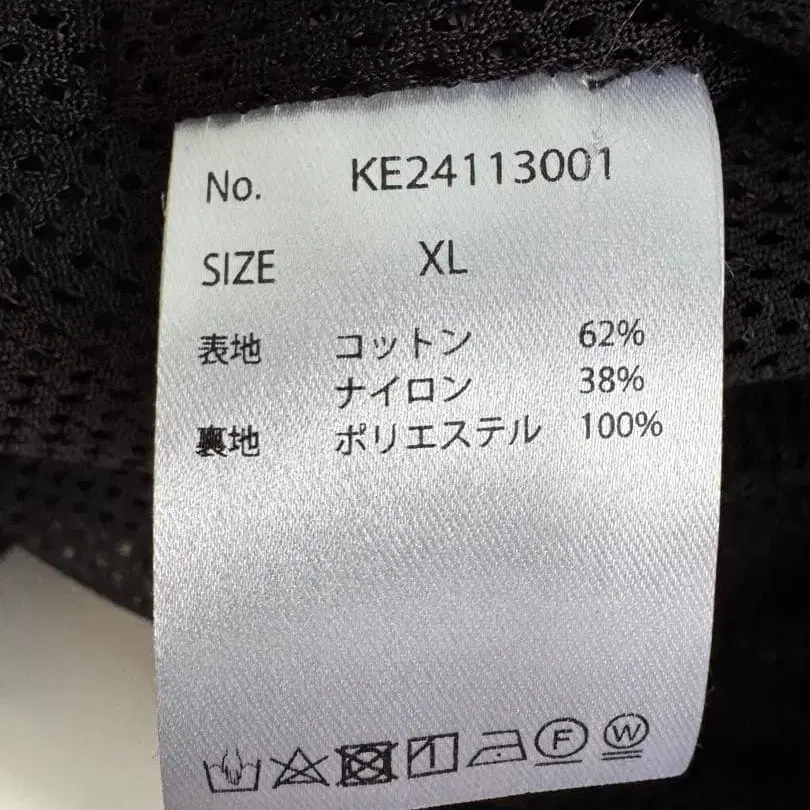 No. KE24113001
SIZE XL
表地 コットン 62%
ナイロン 38%
裏地 ポリエステル 100%
F W